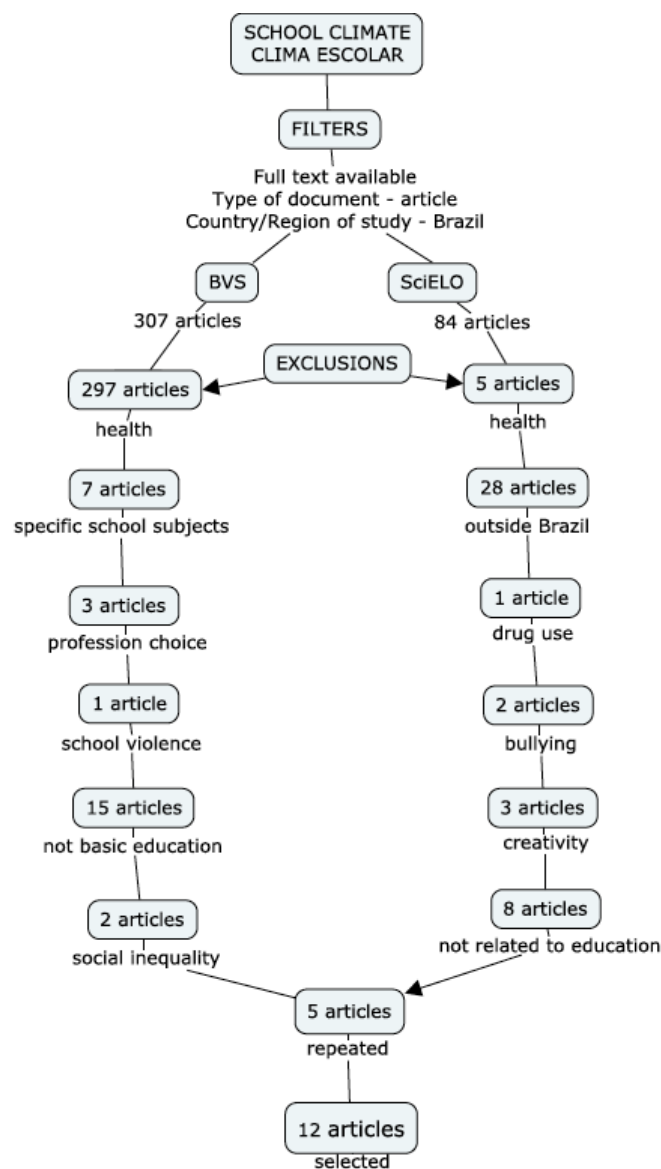 SCHOOL CLIMATE
CLIMA ESCOLAR
FILTERS
Full text available
Type of document - article
Country/Region of study - Brazil
BVS
SciELO
307 articles
84 articles
EXCLUSIONS
297 articles
5 articles
health
health
7 articles
28 articles
specific school subjects
outside Brazil
3 articles
1 article
profession choice
drug use
1 article
2 articles
school violence
bullying
15 articles
3 articles
not basic education
creativity
2 articles
8 articles
social inequality
not related to education
5 articles
repeated
12 articles
selected